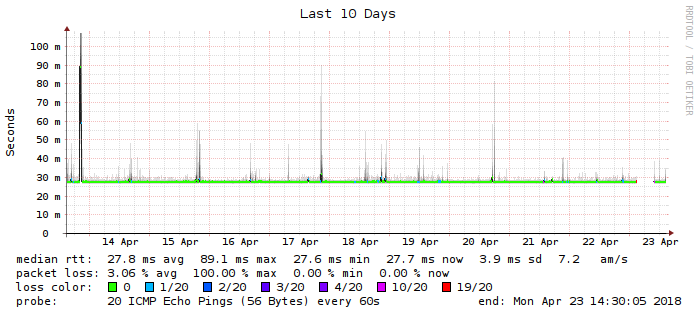 Last 10 Days
RRDTOOL / TOBI OETIKER
Seconds
100 m
90 m
80 m
70 m
60 m
50 m
40 m
30 m
20 m
10 m
0
14 Apr 15 Apr 16 Apr 17 Apr 18 Apr 19 Apr 20 Apr 21 Apr 22 Apr 23 Apr
median rtt: 27.8 ms avg 89.1 ms max 27.6 ms min 27.7 ms now 3.9 ms sd 7.2 am/s
packet loss: 3.06 % avg 100.00 % max 0.00 % min 0.00 % now
loss color: 0 1/20 2/20 3/20 4/20 10/20 19/20
probe: 20 ICMP Echo Pings (56 Bytes) every 60s end: Mon Apr 23 14:30:05 2018